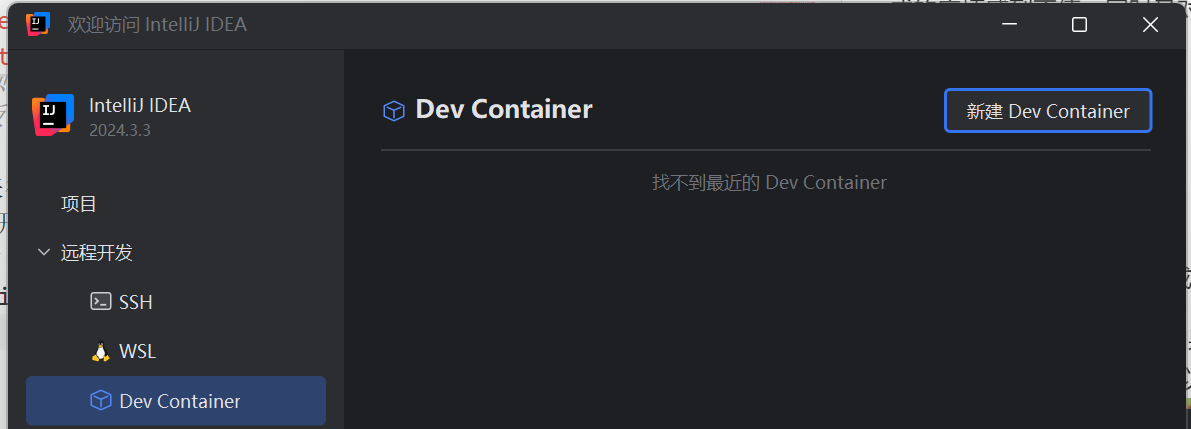 欢迎访问 IntelliJ IDEA
IntelliJ IDEA
2024.3.3
项目
远程开发
SSH
WSL
Dev Container
Dev Container
新建 Dev Container
找不到最近的 Dev Container